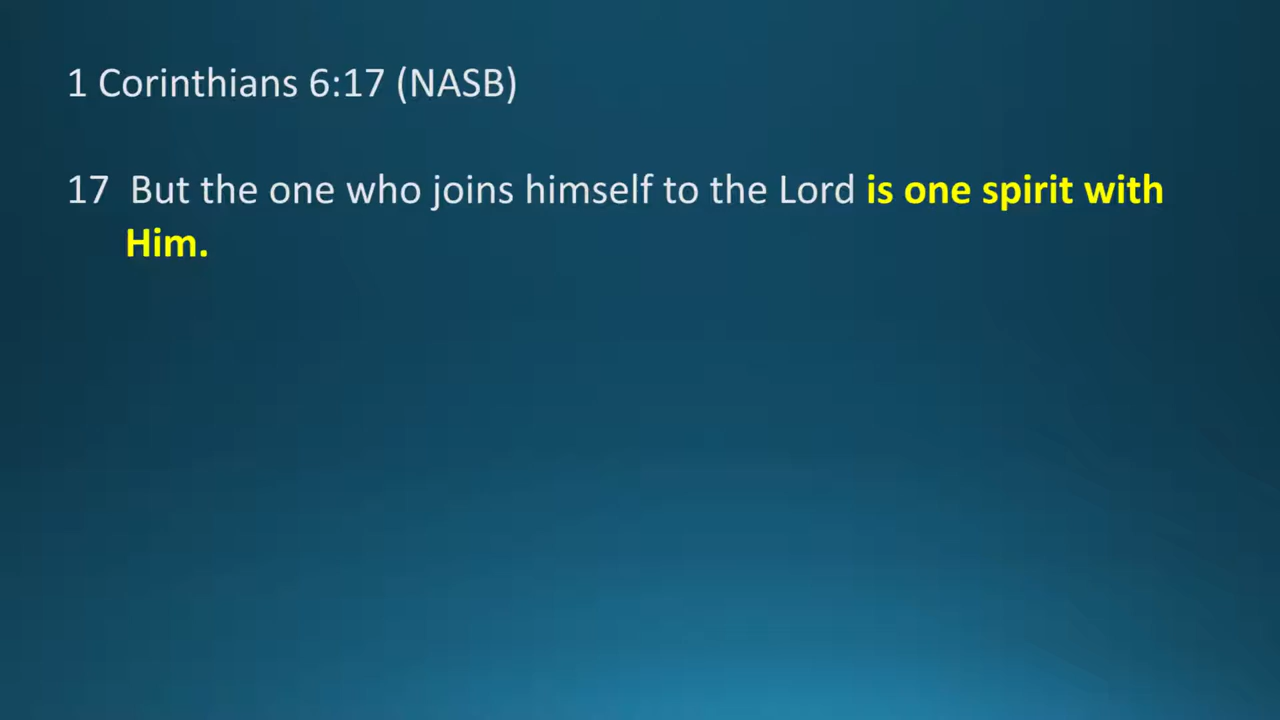 1 Corinthians 6:17 (NASB)
17 But the one who joins himself to the Lord is one spirit with
Him.